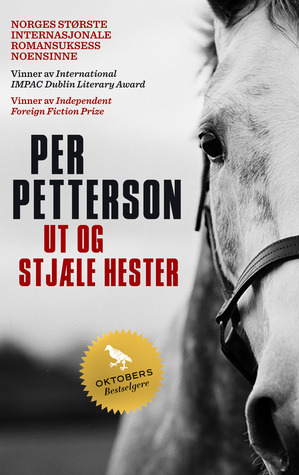 NORGES STØRSTE
INTERNASJONALE
ROMANSUKSESS
NOENSINNE
Vinner av International
IMPAC Dublin Literary Award
Vinner av Independent
Foreign Fiction Prize
PER
PETTERSON
UT OG
STJÆLE HESTER
OKTOBERS
Bestselgere